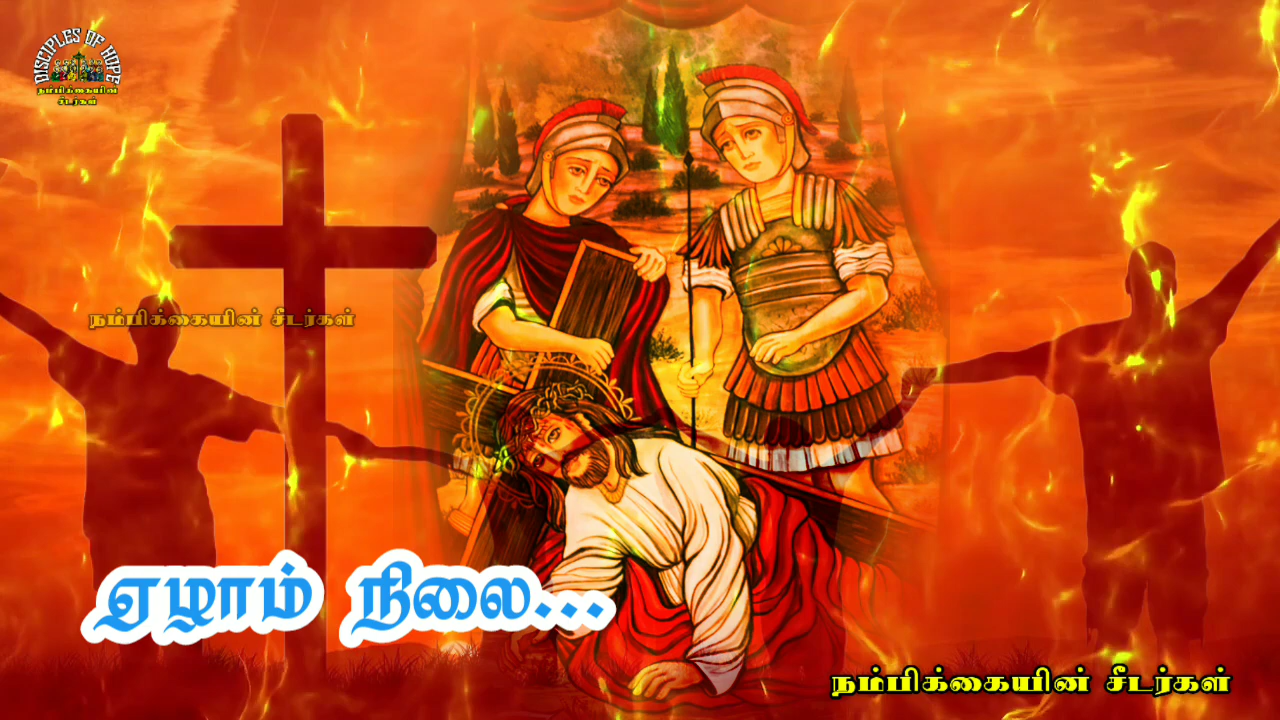 DISCIPLES OF HOPE
நம்பிக்கையின்
சீடர்கள்
நம்பிக்கையின் சீடர்கள்
ஏழாம் நிலை...
நம்பிக்கையின் சீடர்கள்